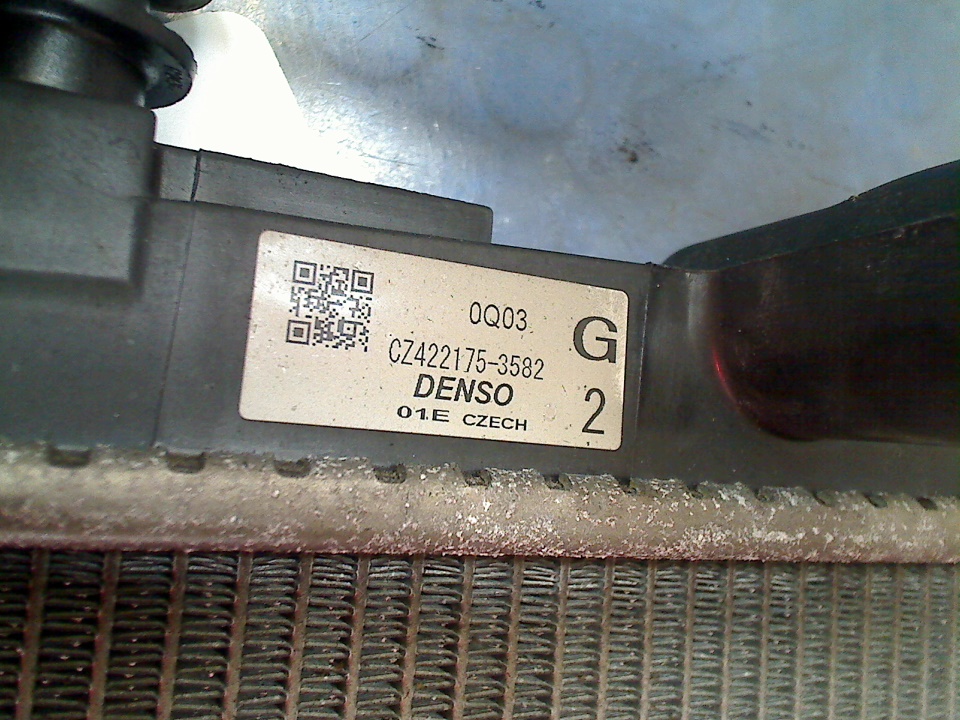 0Q03
G
CZ422175-3582
DENSO
2
01E CZECH